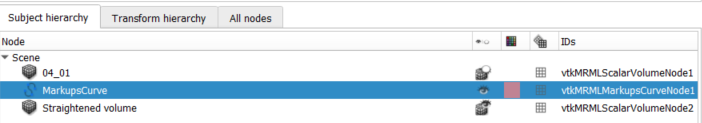 Subject hierarchy Transform hierarchy All nodes
Node IDs
Scene
04_01 vtkMRMLScalarVolumeNode1
MarkupsCurve vtkMRMLMarkupsCurveNode1
Straightened volume vtkMRMLScalarVolumeNode2